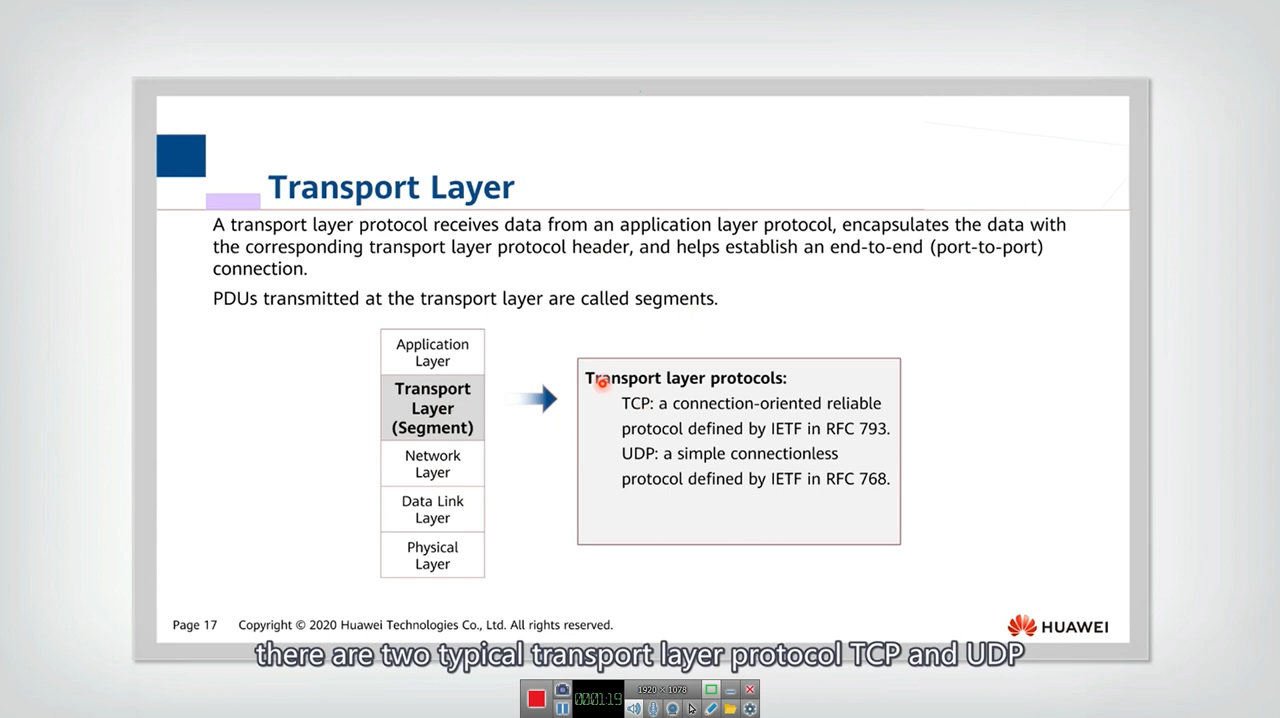 Transport Layer
A transport layer protocol receives data from an application layer protocol, encapsulates the data with
the corresponding transport layer protocol header, and helps establish an end-to-end (port-to-port)
connection.
PDUs transmitted at the transport layer are called segments.
Application
Layer
Transport
Layer
(Segment)
Network
Layer
Data Link
Layer
Physical
Layer
Transport layer protocols:
TCP: a connection-oriented reliable
protocol defined by IETF in RFC 793.
UDP: a simple connectionless
protocol defined by IETF in RFC 768.
Page 17 Copyright © 2020 Huawei Technologies Co., Ltd. All rights reserved.
HUAWEI
there are two typical transport layer protocol TCP and UDP
1920 × 1078